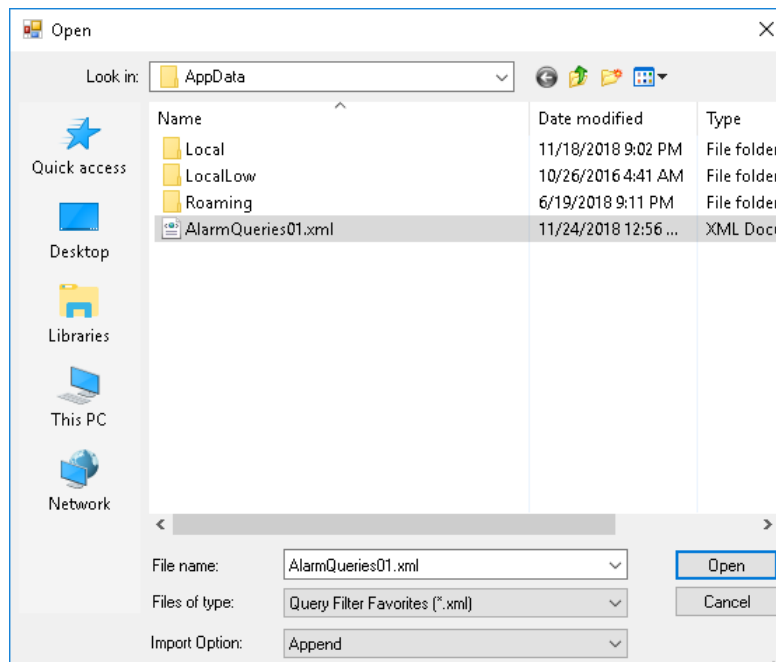 Open
Look in: AppData
Name Date modified Type
Quick access
Desktop
Libraries
This PC
Network
Local 11/18/2018 9:02 PM File folder
LocalLow 10/26/2016 4:41 AM File folder
Roaming 6/19/2018 9:11 PM File folder
AlarmQueries01.xml 11/24/2018 12:56 ... XML Docu
File name: AlarmQueries01.xml Open
Files of type: Query Filter Favorites (*.xml) Cancel
Import Option: Append